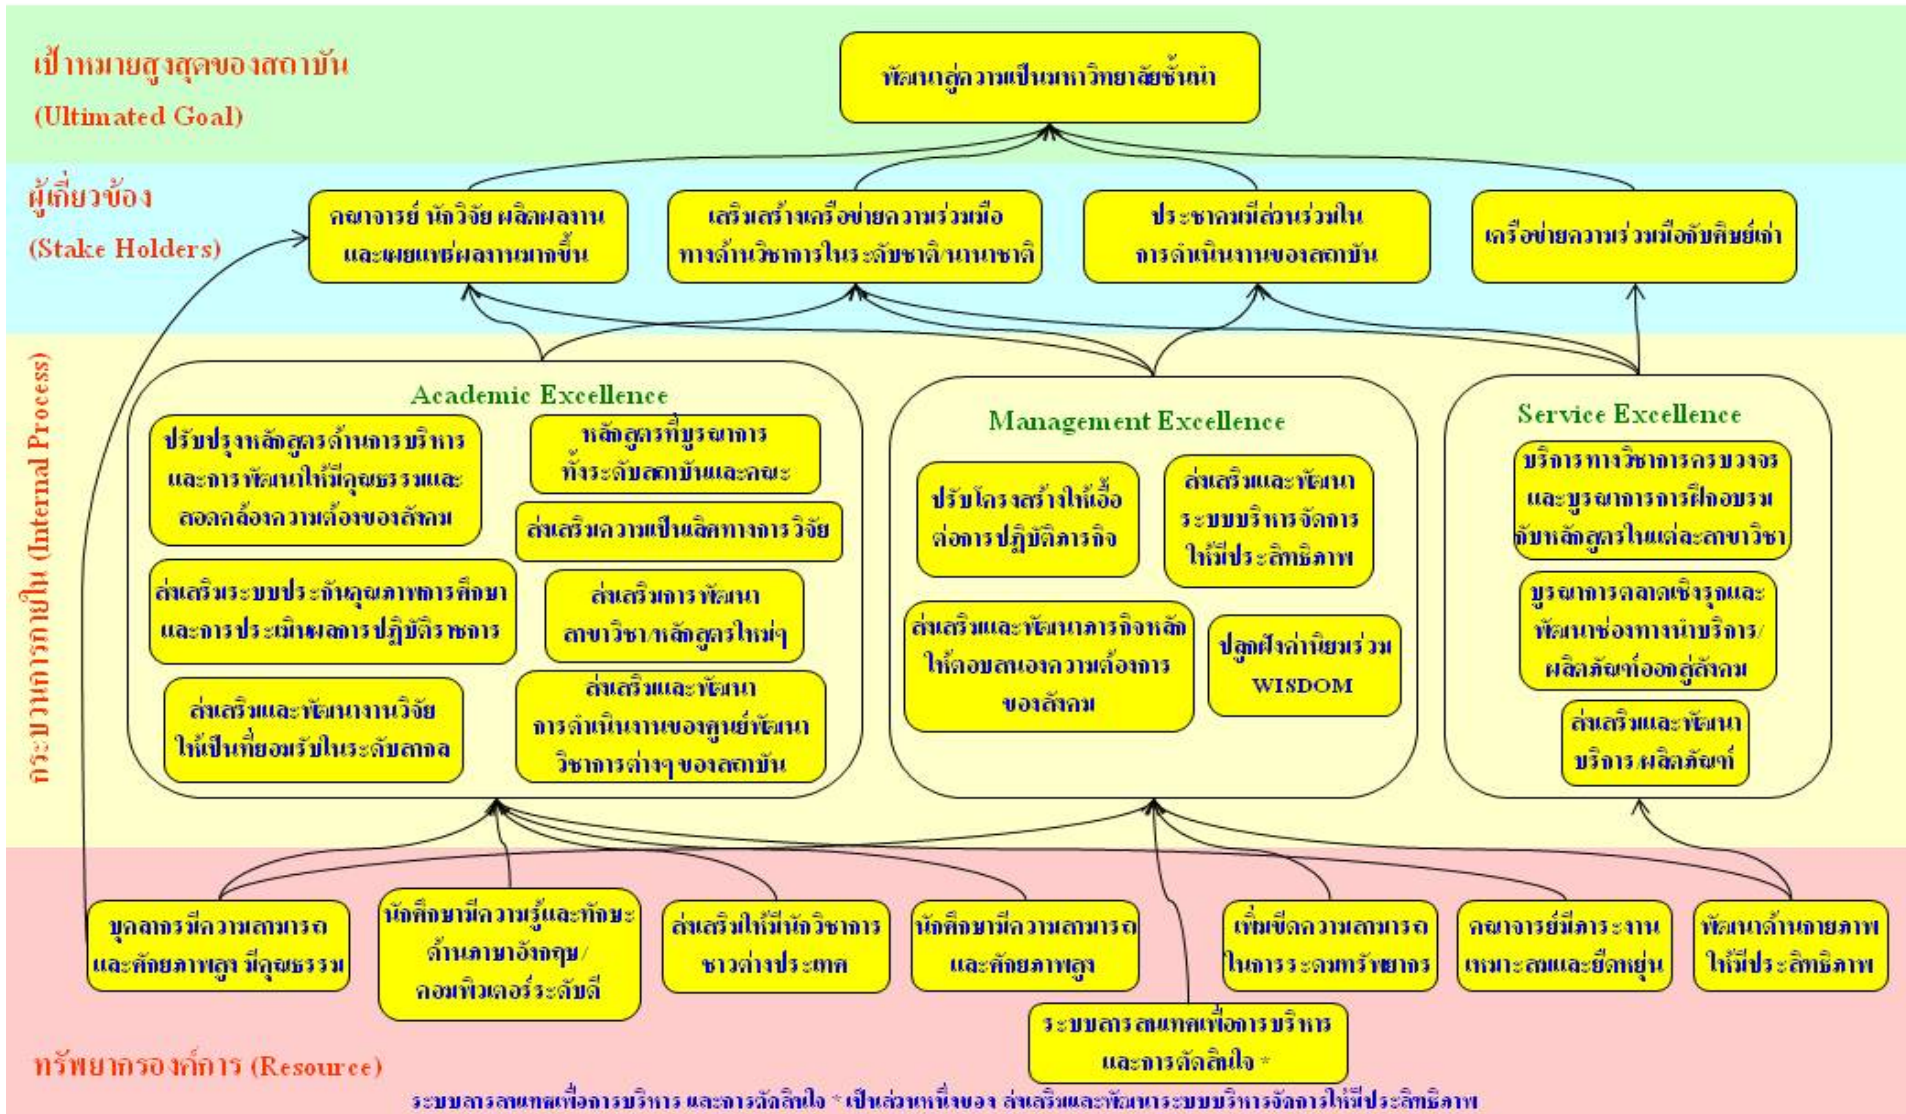 เป้าหมายสูงสุดของสถาบัน
(Ultimated Goal)
พัฒนาสู่ความเป็นมหาวิทยาลัยชั้นนำ
ผู้เกี่ยวข้อง
(Stake Holders)
คณาจารย์ นักวิจัย ผลิตผลงาน
และเผยแพร่ผลงานมากขึ้น
เสริมสร้างเครือข่ายความร่วมมือ
ทางด้านวิชาการในระดับชาติ/นานาชาติ
ประชาคมมีส่วนร่วมใน
การดำเนินงานของสถาบัน
เครือข่ายความร่วมมือกับศิษย์เก่า
กระบวนการภายใน (Internal Process)
Academic Excellence
ปรับปรุงหลักสูตรด้านการบริหาร
และการพัฒนาให้มีคุณธรรมและ
สอดคล้องความต้องของสังคม
หลักสูตรที่บูรณาการ
ทั้งระดับสถาบันและคณะ
ส่งเสริมความเป็นเลิศทางการวิจัย
ส่งเสริมระบบประกันคุณภาพการศึกษา
และการประเมินผลการปฏิบัติราชการ
ส่งเสริมการพัฒนา
สาขาวิชา/หลักสูตรใหม่ๆ
ส่งเสริมและพัฒนางานวิจัย
ให้เป็นที่ยอมรับในระดับสากล
ส่งเสริมและพัฒนา
การดำเนินงานของศูนย์พัฒนา
วิชาการต่างๆ ของสถาบัน
Management Excellence
ปรับโครงสร้างให้เอื้อ
ต่อการปฏิบัติภารกิจ
ส่งเสริมและพัฒนา
ระบบบริหารจัดการ
ให้มีประสิทธิภาพ
ส่งเสริมและพัฒนาภารกิจหลัก
ให้ตอบสนองความต้องการ
ของสังคม
ปลูกฝังค่านิยมร่วม
WISDOM
Service Excellence
บริการทางวิชาการครบวงจร
และบูรณาการการฝึกอบรม
กับหลักสูตรในแต่ละสาขาวิชา
บูรณาการตลาดเชิงรุกและ
พัฒนาช่องทางนำบริการ/
ผลิตภัณฑ์ออกสู่สังคม
ส่งเสริมและพัฒนา
บริการ/ผลิตภัณฑ์
บุคลากรมีความสามารถ
และศักยภาพสูง มีคุณธรรม
นักศึกษามีความรู้และทักษะ
ด้านภาษาอังกฤษ/
คอมพิวเตอร์ระดับดี
ส่งเสริมให้มีนักวิชาการ
ชาวต่างประเทศ
นักศึกษามีความสามารถ
และศักยภาพสูง
เพิ่มขีดความสามารถ
ในการระดมทรัพยากร
คณาจารย์มีภาระงาน
เหมาะสมและยืดหยุ่น
พัฒนาด้านกายภาพ
ให้มีประสิทธิภาพ
ระบบสารสนเทศเพื่อการบริหาร
และการตัดสินใจ *
ทรัพยากรองค์การ (Resource)
ระบบสารสนเทศเพื่อการบริหาร และการตัดสินใจ * เป็นส่วนหนึ่งของ ส่งเสริมและพัฒนาระบบบริหารจัดการให้มีประสิทธิภาพ